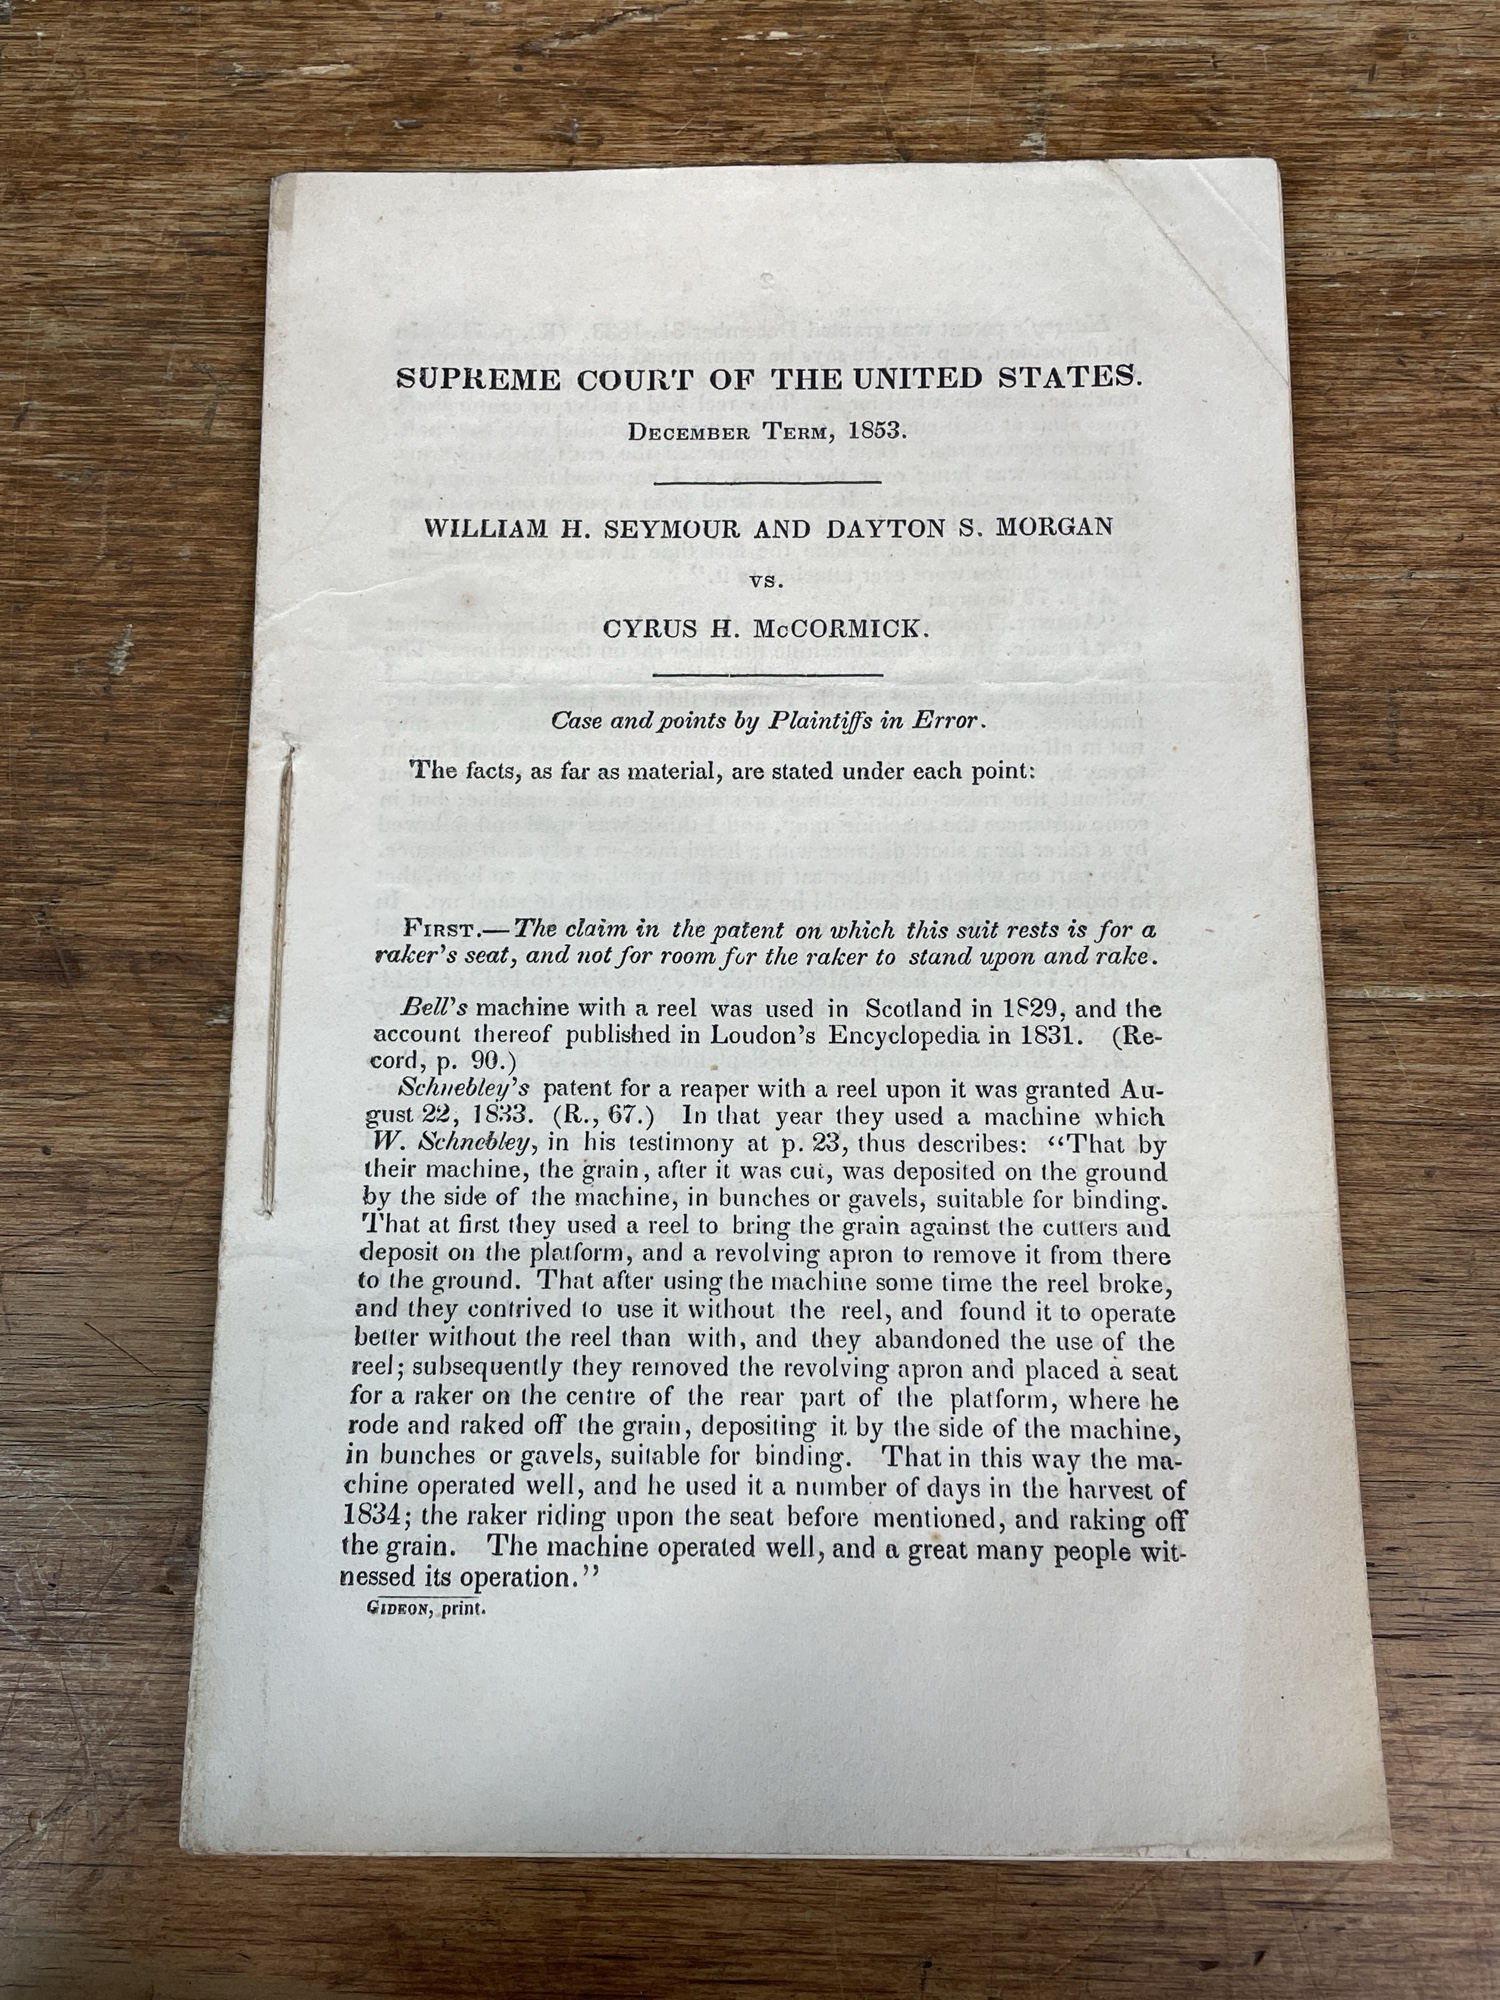 SUPREME COURT OF THE UNITED STATES.
DECEMBER TERM, 1853.
WILLIAM H. SEYMOUR AND DAYTON S. MORGAN
vs.
CYRUS H. McCORMICK.
Case and points by Plaintiffs in Error.
The facts, as far as material, are stated under each point:
FIRST.—The claim in the patent on which this suit rests is for a
raker's seat, and not for room for the raker to stand upon and rake.
Bell's machine with a reel was used in Scotland in 1829, and the
account thereof published in Loudon's Encyclopedia in 1831. (Re-
cord, p. 90.)
Schnebley's patent for a reaper with a reel upon it was granted Au-
gust 22, 1833. (R., 67.) In that year they used a machine which
W. Schnebley, in his testimony at p. 23, thus describes: "That by
their machine, the grain, after it was cut, was deposited on the ground
by the side of the machine, in bunches or gavels, suitable for binding.
That at first they used a reel to bring the grain against the cutters and
deposit on the platform, and a revolving apron to remove it from there
to the ground. That after using the machine some time the reel broke,
and they contrived to use it without the reel, and found it to operate
better without the reel than with, and they abandoned the use of the
reel; subsequently they removed the revolving apron and placed a seat
for a raker on the centre of the rear part of the platform, where he
rode and raked off the grain, depositing it by the side of the machine,
in bunches or gavels, suitable for binding. That in this way the ma-
chine operated well, and he used it a number of days in the harvest of
1834; the raker riding upon the seat before mentioned, and raking off
the grain. The machine operated well, and a great many people wit-
nessed its operation."
GIDEON, print.